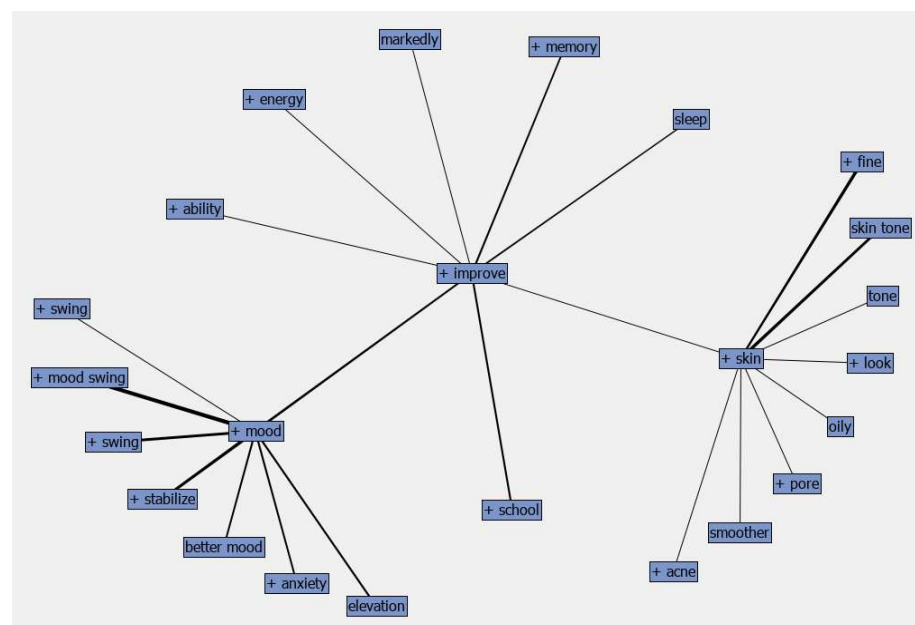 markedly
+ memory
+ energy
sleep
+ fine
+ ability
skin tone
+ improve
tone
+ swing
+ skin
+ look
+ mood swing
oily
+ mood
+ swing
+ pore
+ stabilize
+ school
smoother
better mood
+ acne
+ anxiety
elevation